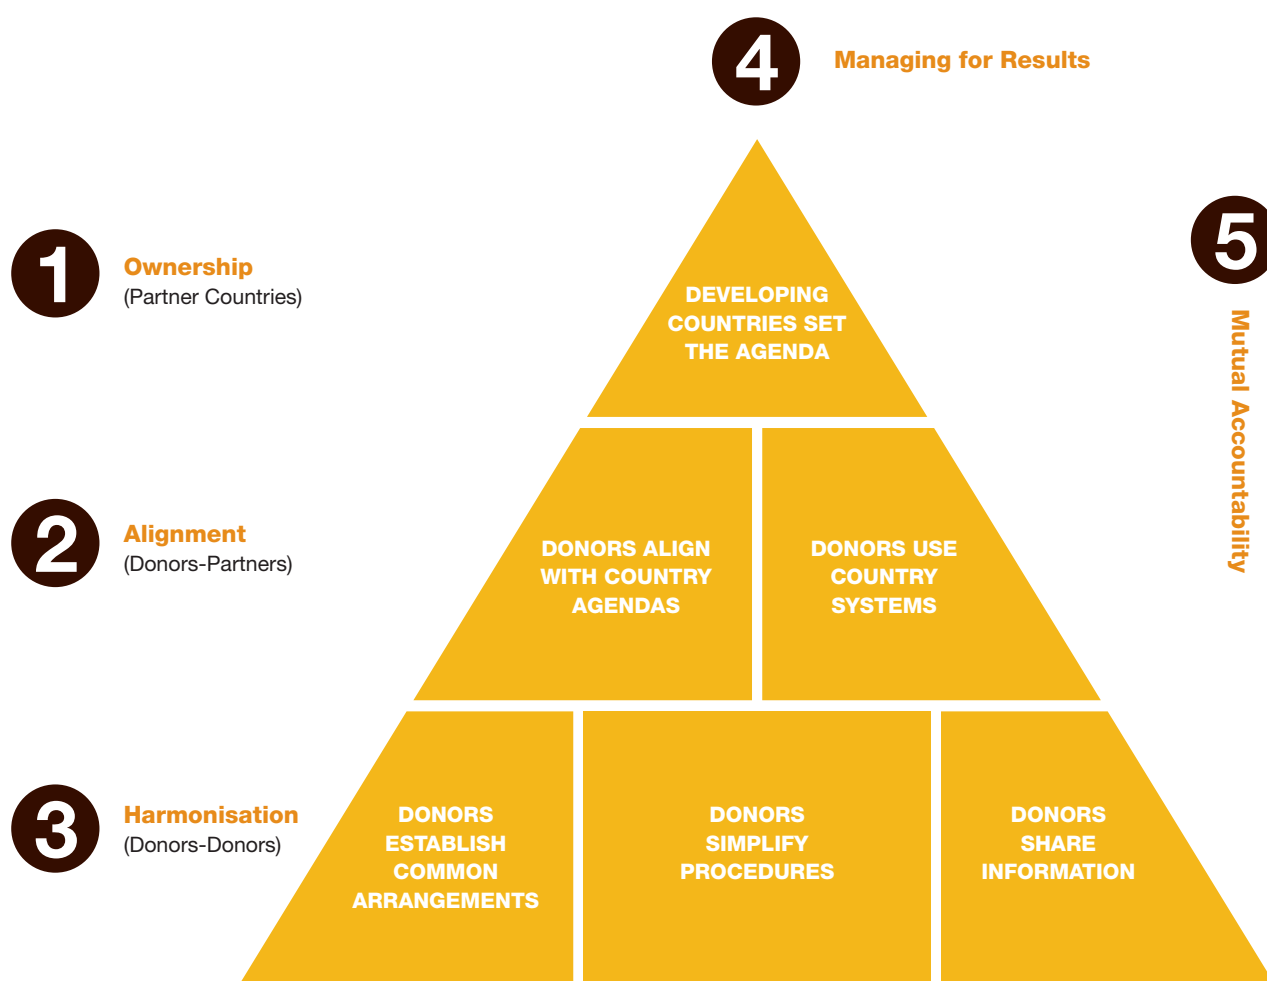 4
Managing for Results
1
Ownership
(Partner Countries)
DEVELOPING
COUNTRIES SET
THE AGENDA
5
Mutual Accountability
2
Alignment
(Donors-Partners)
DONORS ALIGN
WITH COUNTRY
AGENDAS
DONORS USE
COUNTRY
SYSTEMS
3
Harmonisation
(Donors-Donors)
DONORS
ESTABLISH
COMMON
ARRANGEMENTS
DONORS
SIMPLIFY
PROCEDURES
DONORS
SHARE
INFORMATION